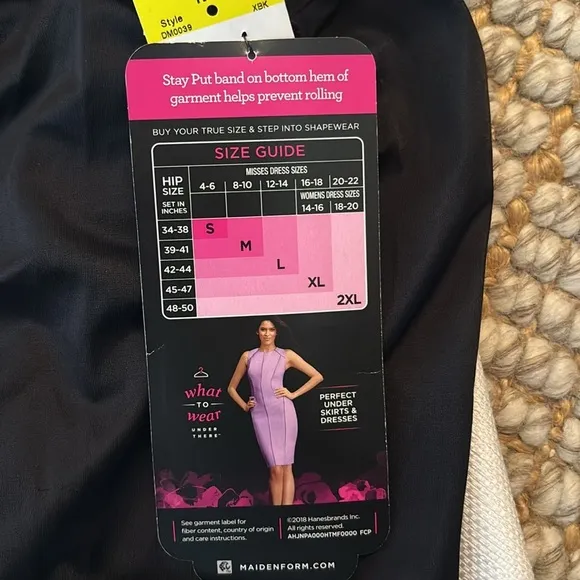 Style
XBK
DM0039
Stay Put band on bottom hem of
garment helps prevent rolling
BUY YOUR TRUE SIZE & STEP INTO SHAPEWEAR
SIZE GUIDE
HIP
SIZE
SET IN
INCHES
MISSES DRESS SIZES
4-6 8-10 12-14 16-18 20-22
WOMENS DRESS SIZES
14-16 18-20
34-38 S
39-41 M
42-44 L
45-47 XL
48-50 2XL
what
TO
wear
UNDER
THERE™
PERFECT
UNDER
SKIRTS &
DRESSES
See garment label for
fiber content, country of origin
and care instructions.
©2018 Hanesbrands Inc.
All rights reserved.
AHJNPA000HTMF0000 FCP
MAIDENFORM.COM